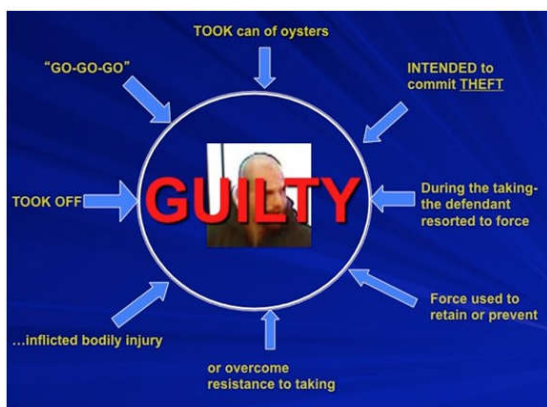 TOOK can of oysters
“GO-GO-GO”
INTENDED to
commit THEFT
TOOK OFF
GUILTY
During the taking-
the defendant
resorted to force
Force used to
retain or prevent
...inflicted bodily injury
or overcome
resistance to taking